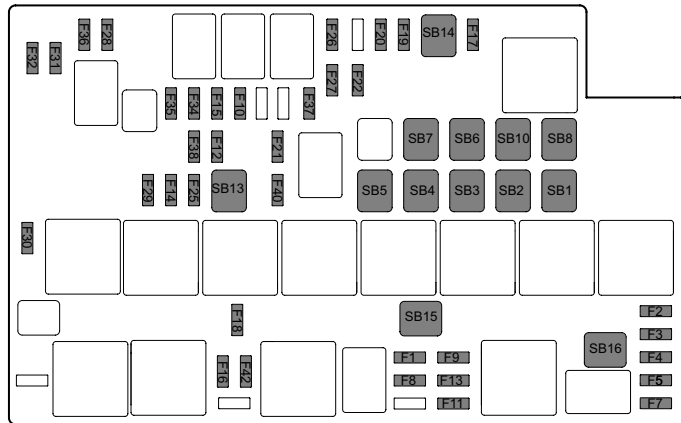 F36 F28 F26 F20 F19 SB14 F17
F32 F31
F27 F22
F35 F34 F15 F10 F37
F38 F12 F21 SB7 SB6 SB10 SB8
F29 F14 F25 SB13 F40 SB5 SB4 SB3 SB2 SB1
F30
F18 SB15 F2
F3
SB16
F1 F9 F4
F16 F42 F8 F13 F5
F11 F7